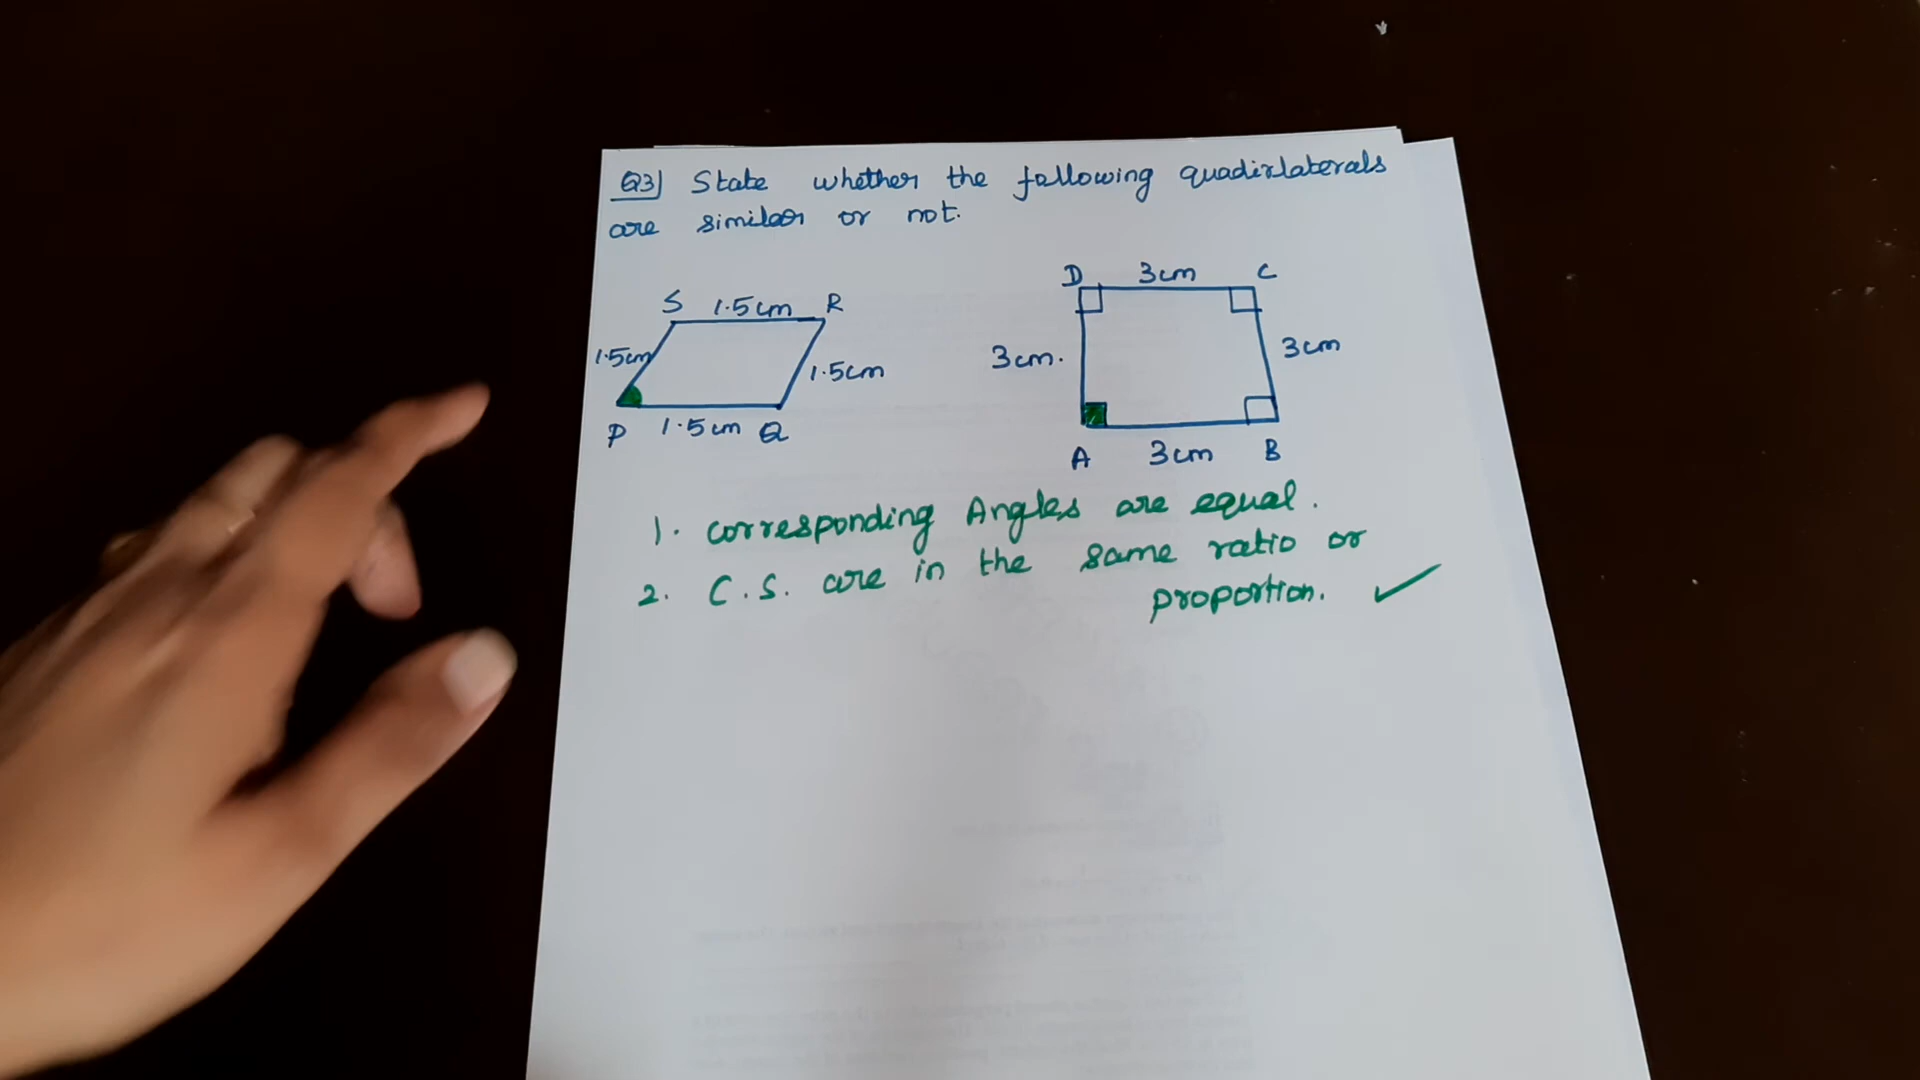 Q3] State whether the following quadirlaterals
are similar or not.
S 1.5cm R
1.5cm
1.5cm
P 1.5cm Q
D 3cm C
3cm.
3cm
A 3cm B
1. corresponding Angles are equal.
2. C.S. are in the same ratio or
proportion. ✓